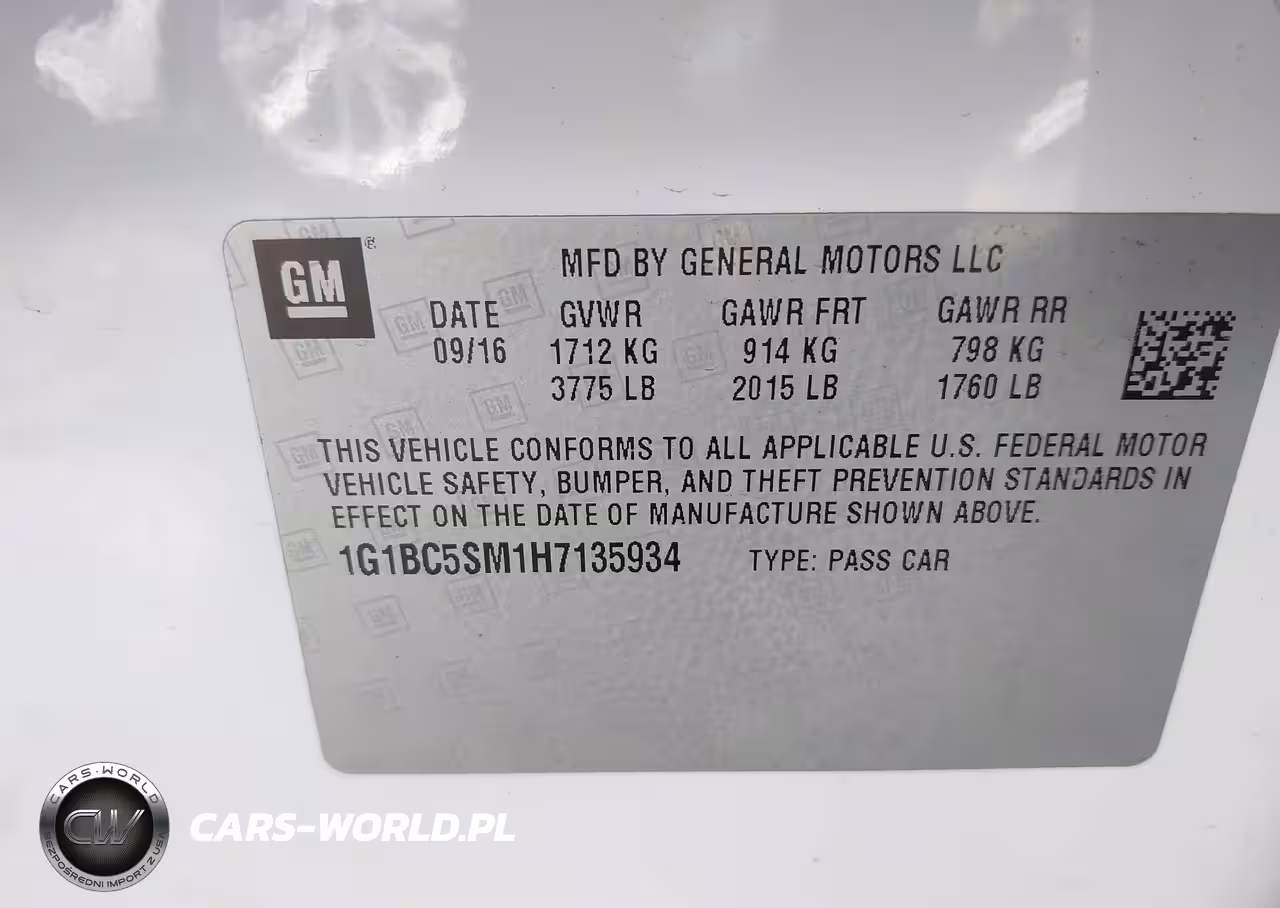 GM ®
MFD BY GENERAL MOTORS LLC
DATE GVWR GAWR FRT GAWR RR
09/16 1712 KG 914 KG 798 KG
3775 LB 2015 LB 1760 LB
THIS VEHICLE CONFORMS TO ALL APPLICABLE U.S. FEDERAL MOTOR
VEHICLE SAFETY, BUMPER, AND THEFT PREVENTION STANDARDS IN
EFFECT ON THE DATE OF MANUFACTURE SHOWN ABOVE.
1G1BC5SM1H7135934 TYPE: PASS CAR
CARS-WORLD
CW
BEZPOŚREDNI IMPORT Z USA
CARS-WORLD.PL